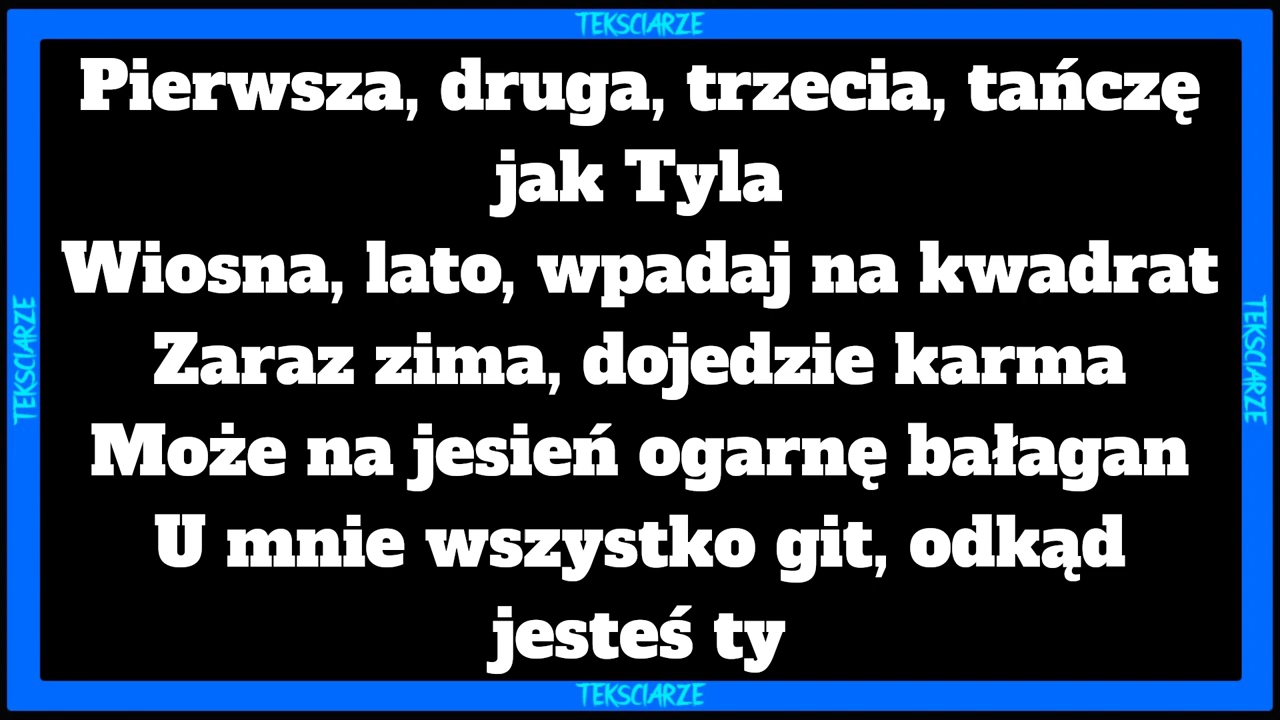 TEKSCIARZE
Pierwsza, druga, trzecia, tańczę
jak Tyla
Wiosna, lato, wpadaj na kwadrat
Zaraz zima, dojedzie karma
Może na jesień ogarnę bałagan
U mnie wszystko git, odkąd
jesteś ty
TEKSCIARZE
TEKSCIARZE
TEKSCIARZE